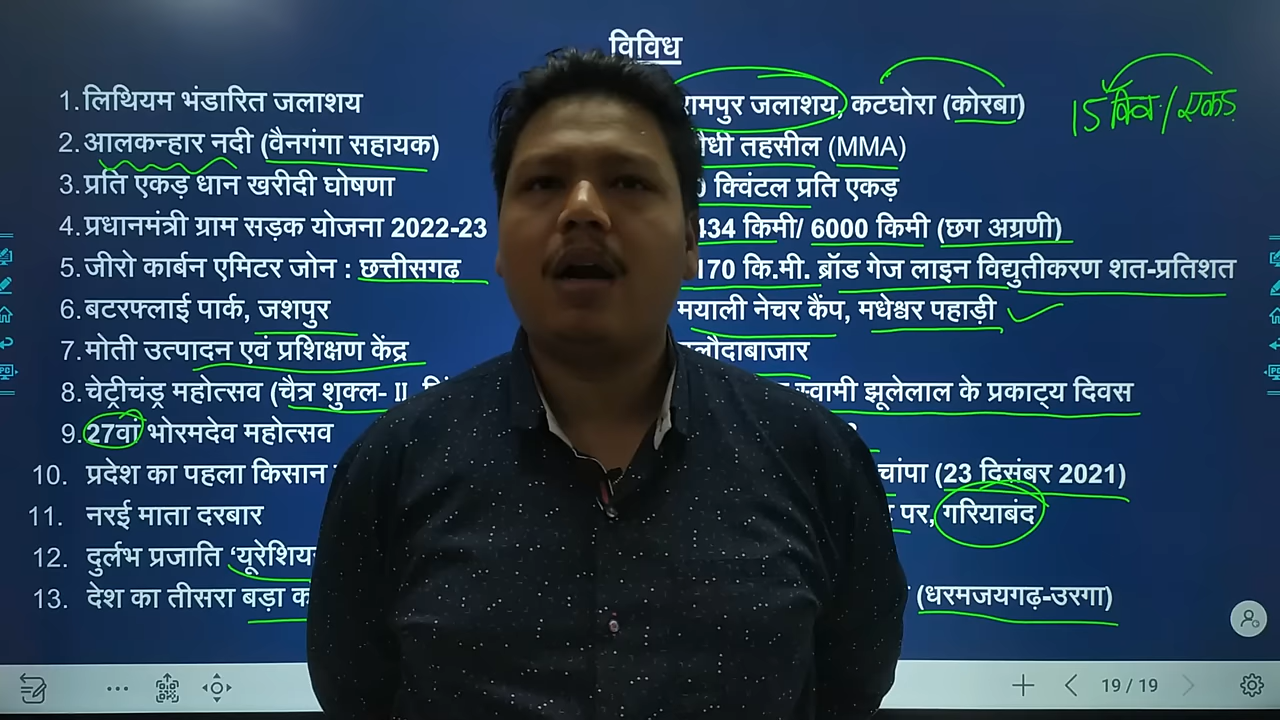 विविध
1. लिथियम भंडारित जलाशय रामपुर जलाशय, कटघोरा (कोरबा) 15 क्विं./एकड़
2. आलकन्हार नदी (वैनगंगा सहायक) तहसील (MMA)
3. प्रति एकड़ धान खरीदी घोषणा क्विंटल प्रति एकड़
4. प्रधानमंत्री ग्राम सड़क योजना 2022-23 434 किमी/ 6000 किमी (छग अग्रणी)
5. जीरो कार्बन एमिटर जोन : छत्तीसगढ़ 170 कि.मी. ब्रॉड गेज लाइन विद्युतीकरण शत-प्रतिशत
6. बटरफ्लाई पार्क, जशपुर मयाली नेचर कैंप, मधेश्वर पहाड़ी
7. मोती उत्पादन एवं प्रशिक्षण केंद्र
8. चेट्रीचंड्र महोत्सव (चैत्र शुक्ल- II स्वामी झूलेलाल के प्रकाट्य दिवस
9. 27वां भोरमदेव महोत्सव
10. प्रदेश का पहला किसान चांपा (23 दिसंबर 2021)
11. नरई माता दरबार पर, गरियाबंद
12. दुर्लभ प्रजाति
13. देश का तीसरा बड़ा (धरमजयगढ़-उरगा)
19 / 19